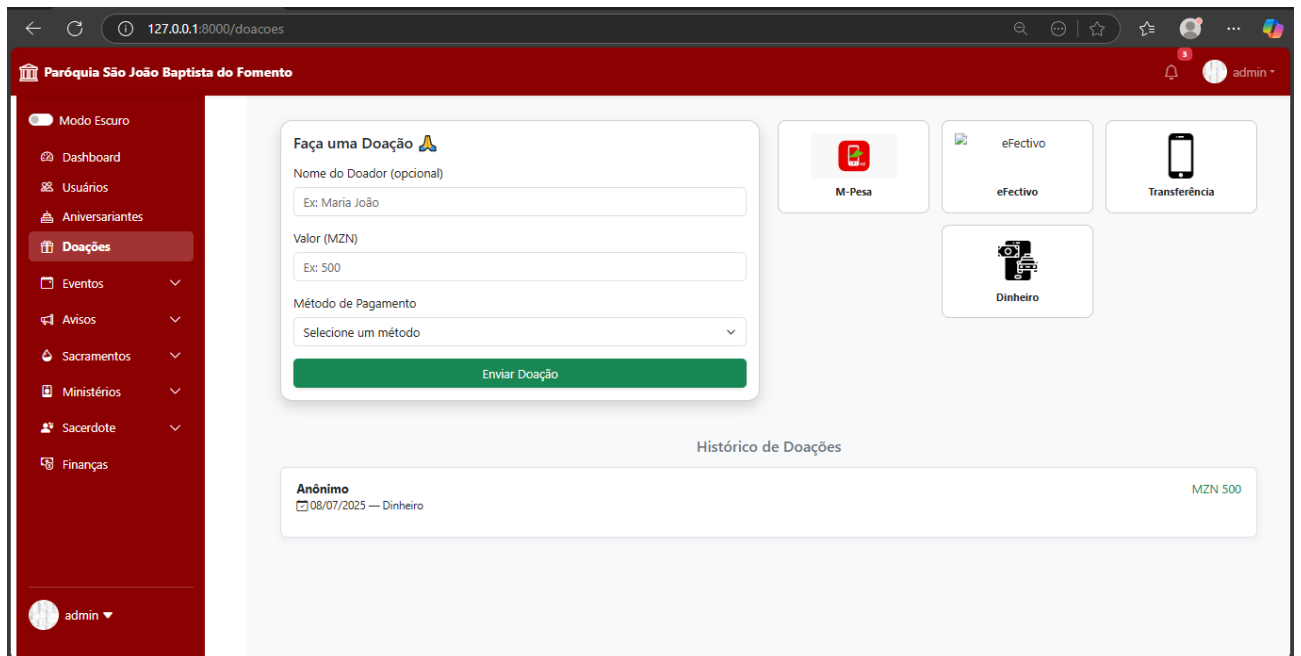 127.0.0.1:8000/doacoes
Paróquia São João Baptista do Fomento
3
admin
Modo Escuro
Dashboard
Usuários
Aniversariantes
Doações
Eventos
Avisos
Sacramentos
Ministérios
Sacerdote
Finanças
admin
Faça uma Doação 🙏
Nome do Doador (opcional)
Ex: Maria João
Valor (MZN)
Ex: 500
Método de Pagamento
Selecione um método
Enviar Doação
M-Pesa
eFectivo
eFectivo
Transferência
Dinheiro
Histórico de Doações
Anônimo
MZN 500
08/07/2025 — Dinheiro